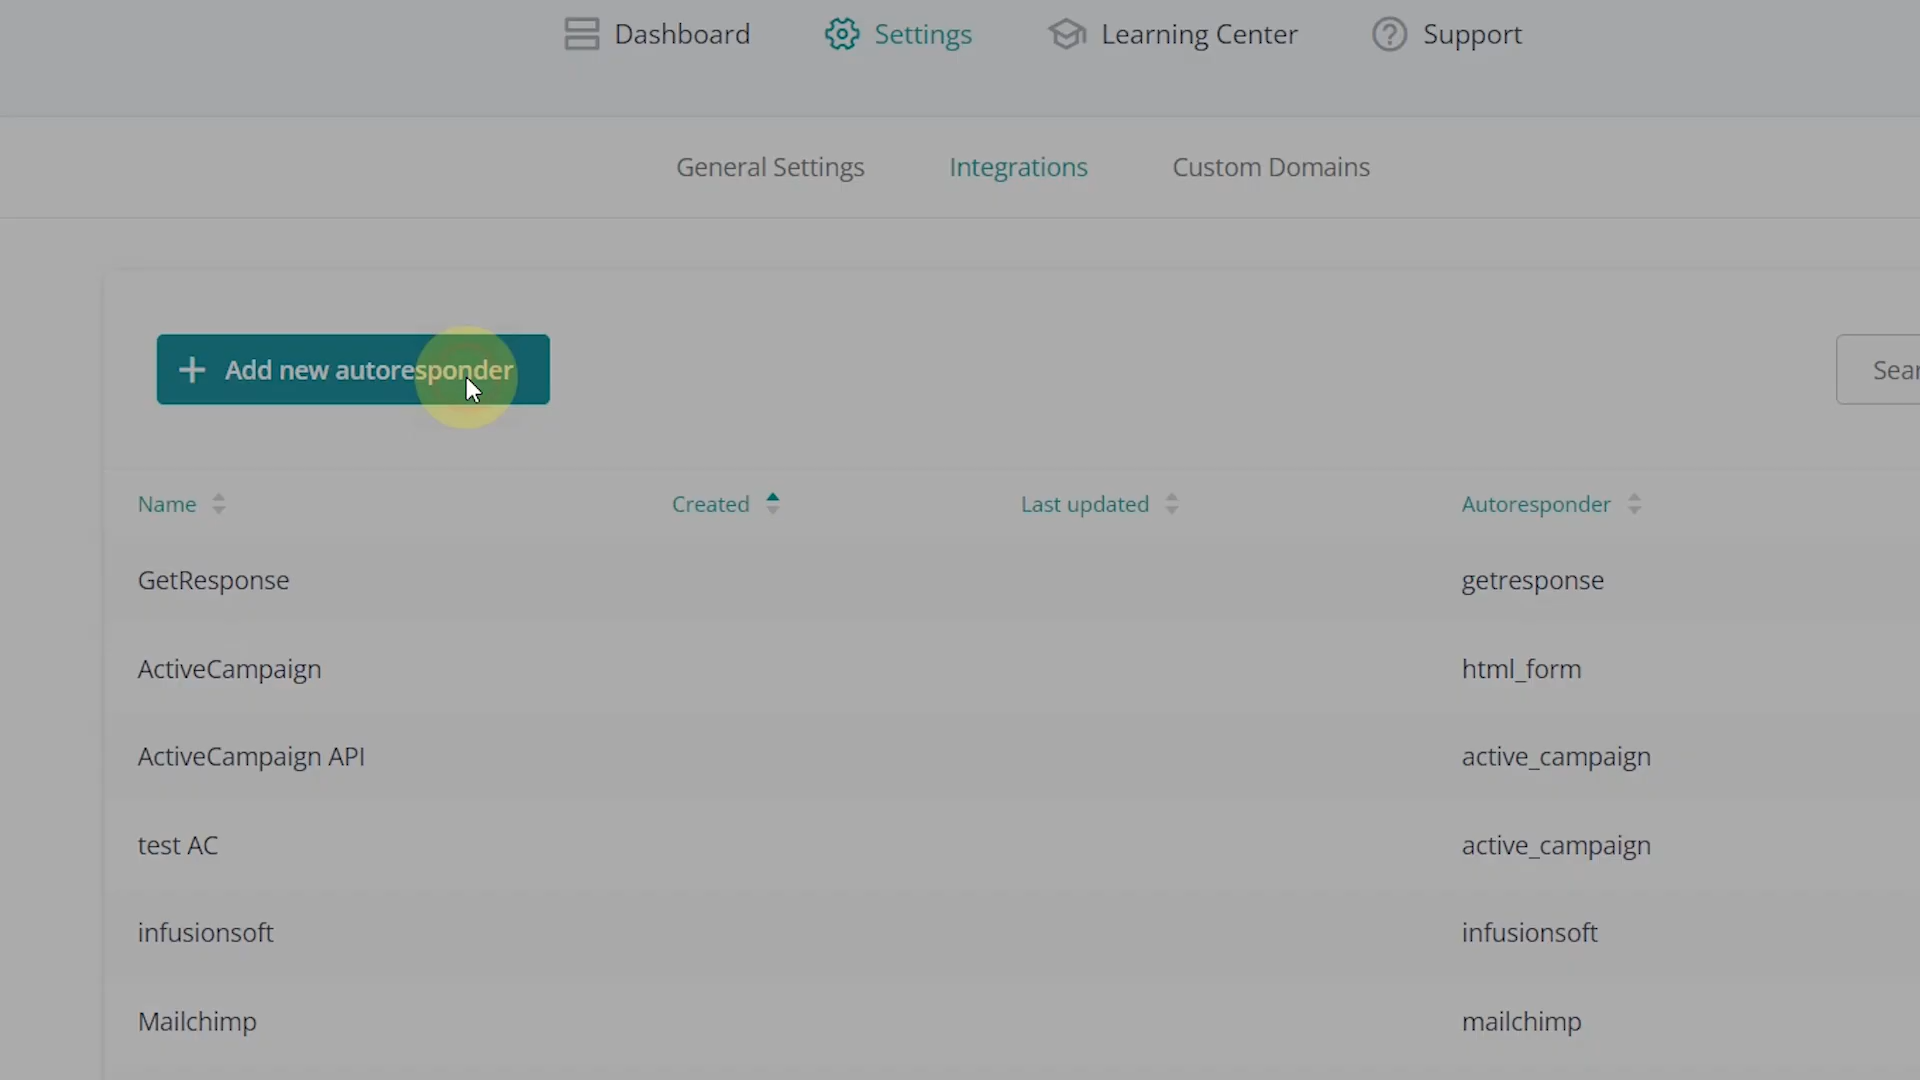 Dashboard Settings Learning Center Support
General Settings Integrations Custom Domains
+ Add new autoresponder
Name Created Last updated Autoresponder
GetResponse getresponse
ActiveCampaign html_form
ActiveCampaign API active_campaign
test AC active_campaign
infusionsoft infusionsoft
Mailchimp mailchimp